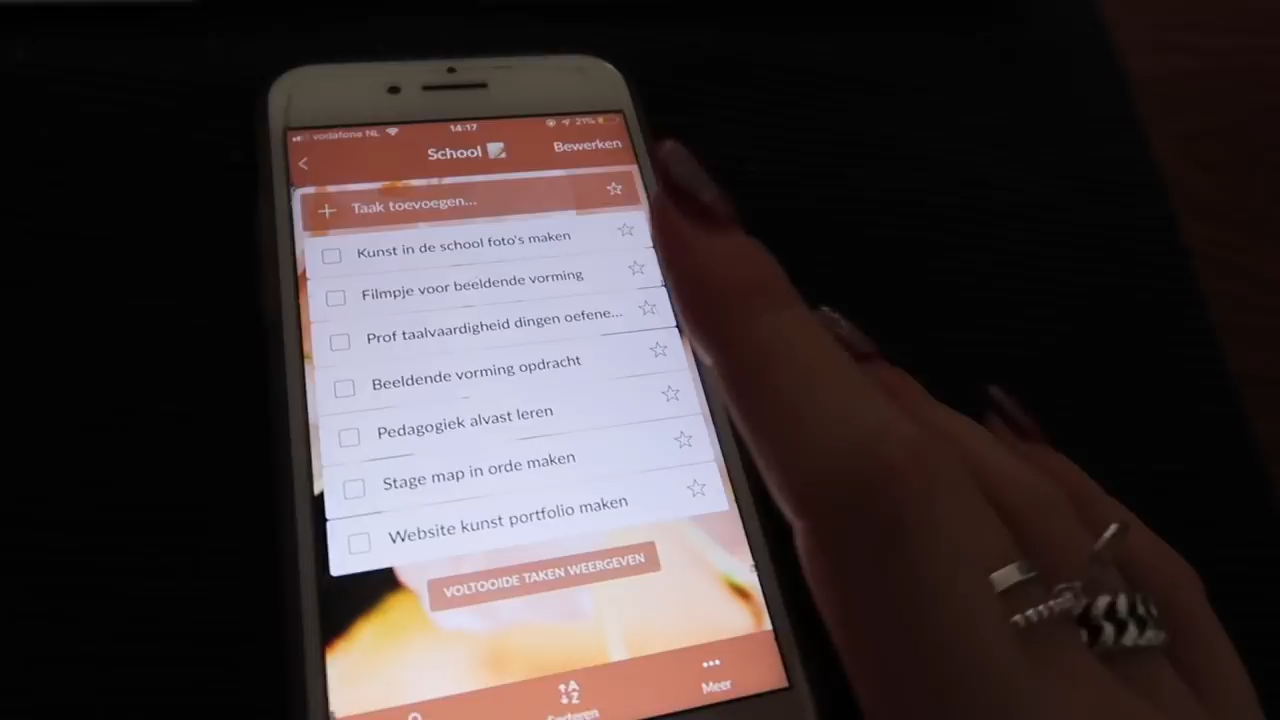 vodafone NL
14:17
21%
School
Bewerken
Taak toevoegen...
Kunst in de school foto's maken
Filmpje voor beeldende vorming
Prof taalvaardigheid dingen oefene...
Beeldende vorming opdracht
Pedagogiek alvast leren
Stage map in orde maken
Website kunst portfolio maken
VOLTOOIDE TAKEN WEERGEVEN
A
Z
Meer